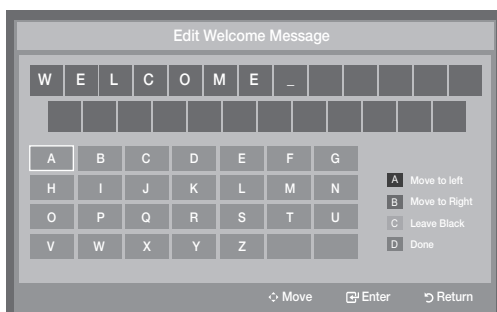 Edit Welcome Message
W E L C O M E _
A B C D E F G
H I J K L M N
O P Q R S T U
V W X Y Z
A Move to left
B Move to Right
C Leave Black
D Done
Move Enter Return